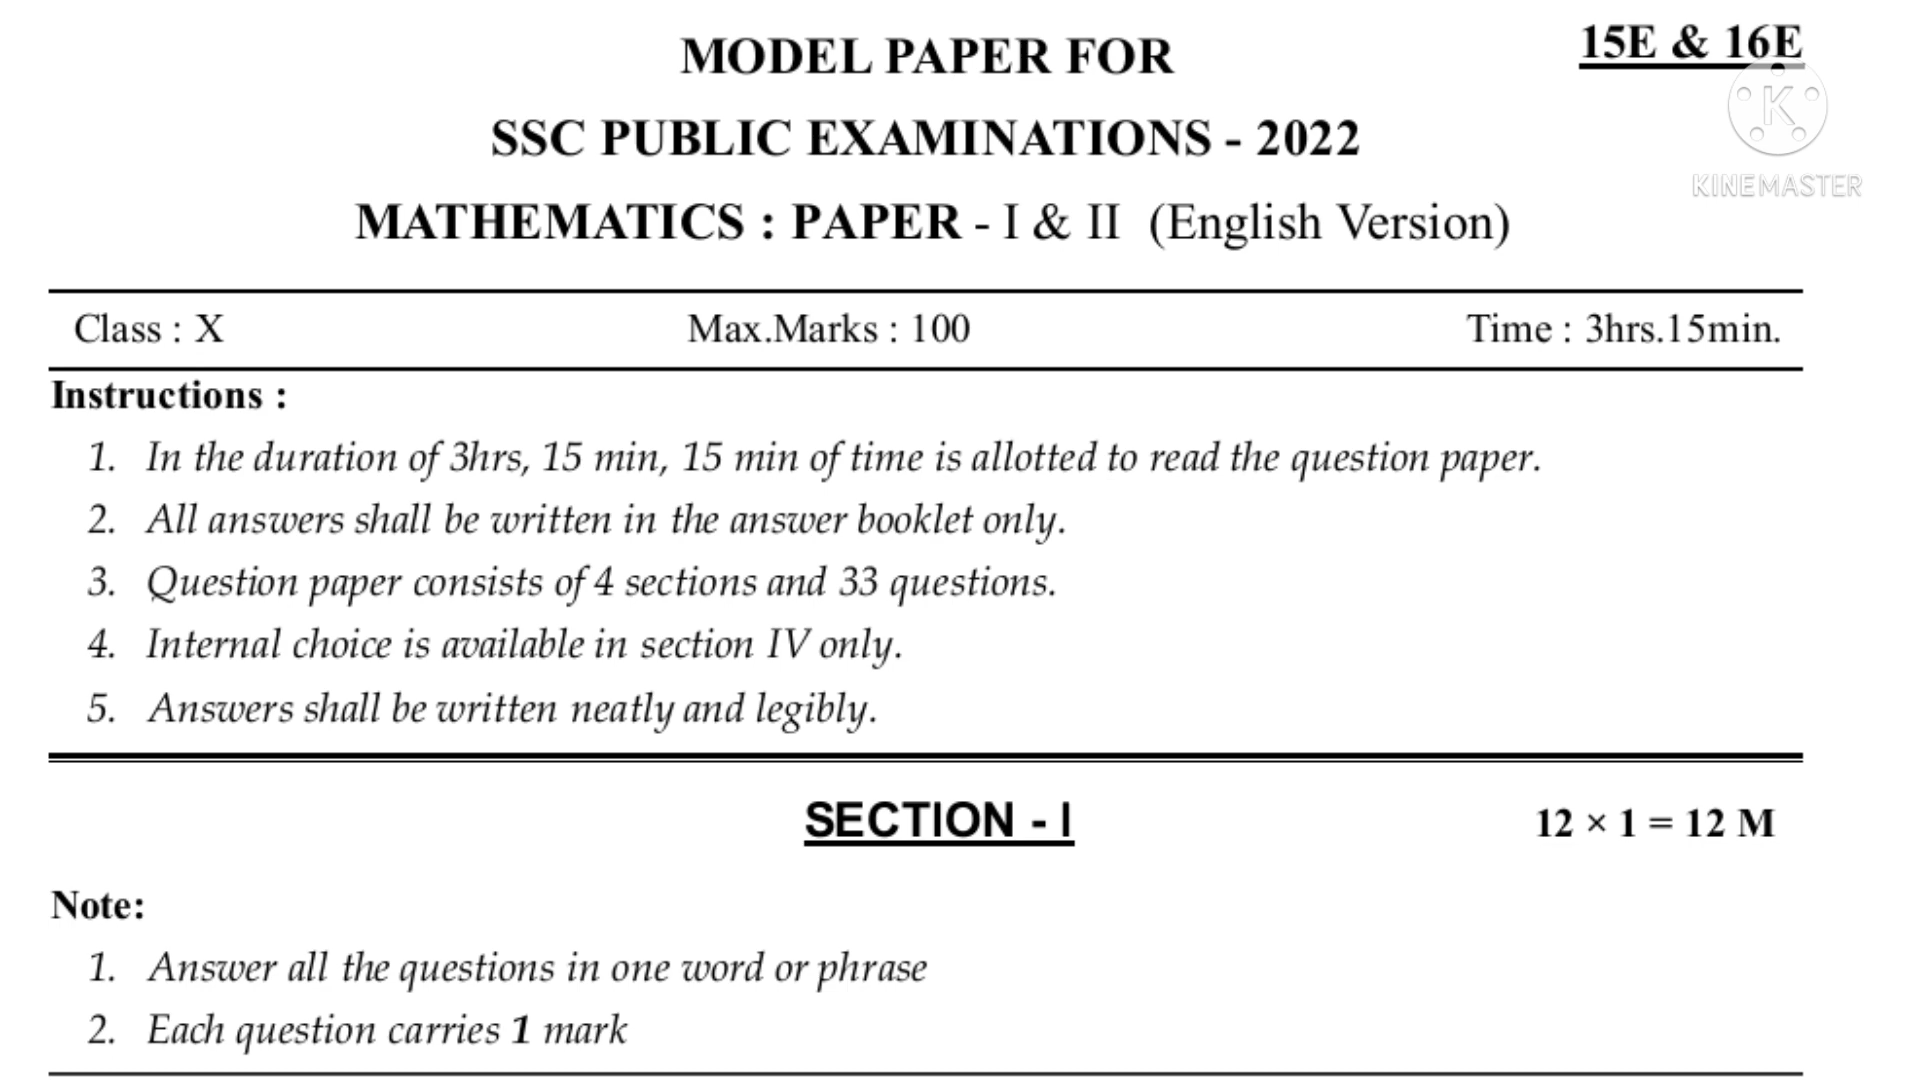 15E & 16E
MODEL PAPER FOR
SSC PUBLIC EXAMINATIONS - 2022
KINEMASTER
MATHEMATICS : PAPER - I & II (English Version)
Class : X Max.Marks : 100 Time : 3hrs.15min.
Instructions :
1. In the duration of 3hrs, 15 min, 15 min of time is allotted to read the question paper.
2. All answers shall be written in the answer booklet only.
3. Question paper consists of 4 sections and 33 questions.
4. Internal choice is available in section IV only.
5. Answers shall be written neatly and legibly.
SECTION - I 12 × 1 = 12 M
Note:
1. Answer all the questions in one word or phrase
2. Each question carries 1 mark